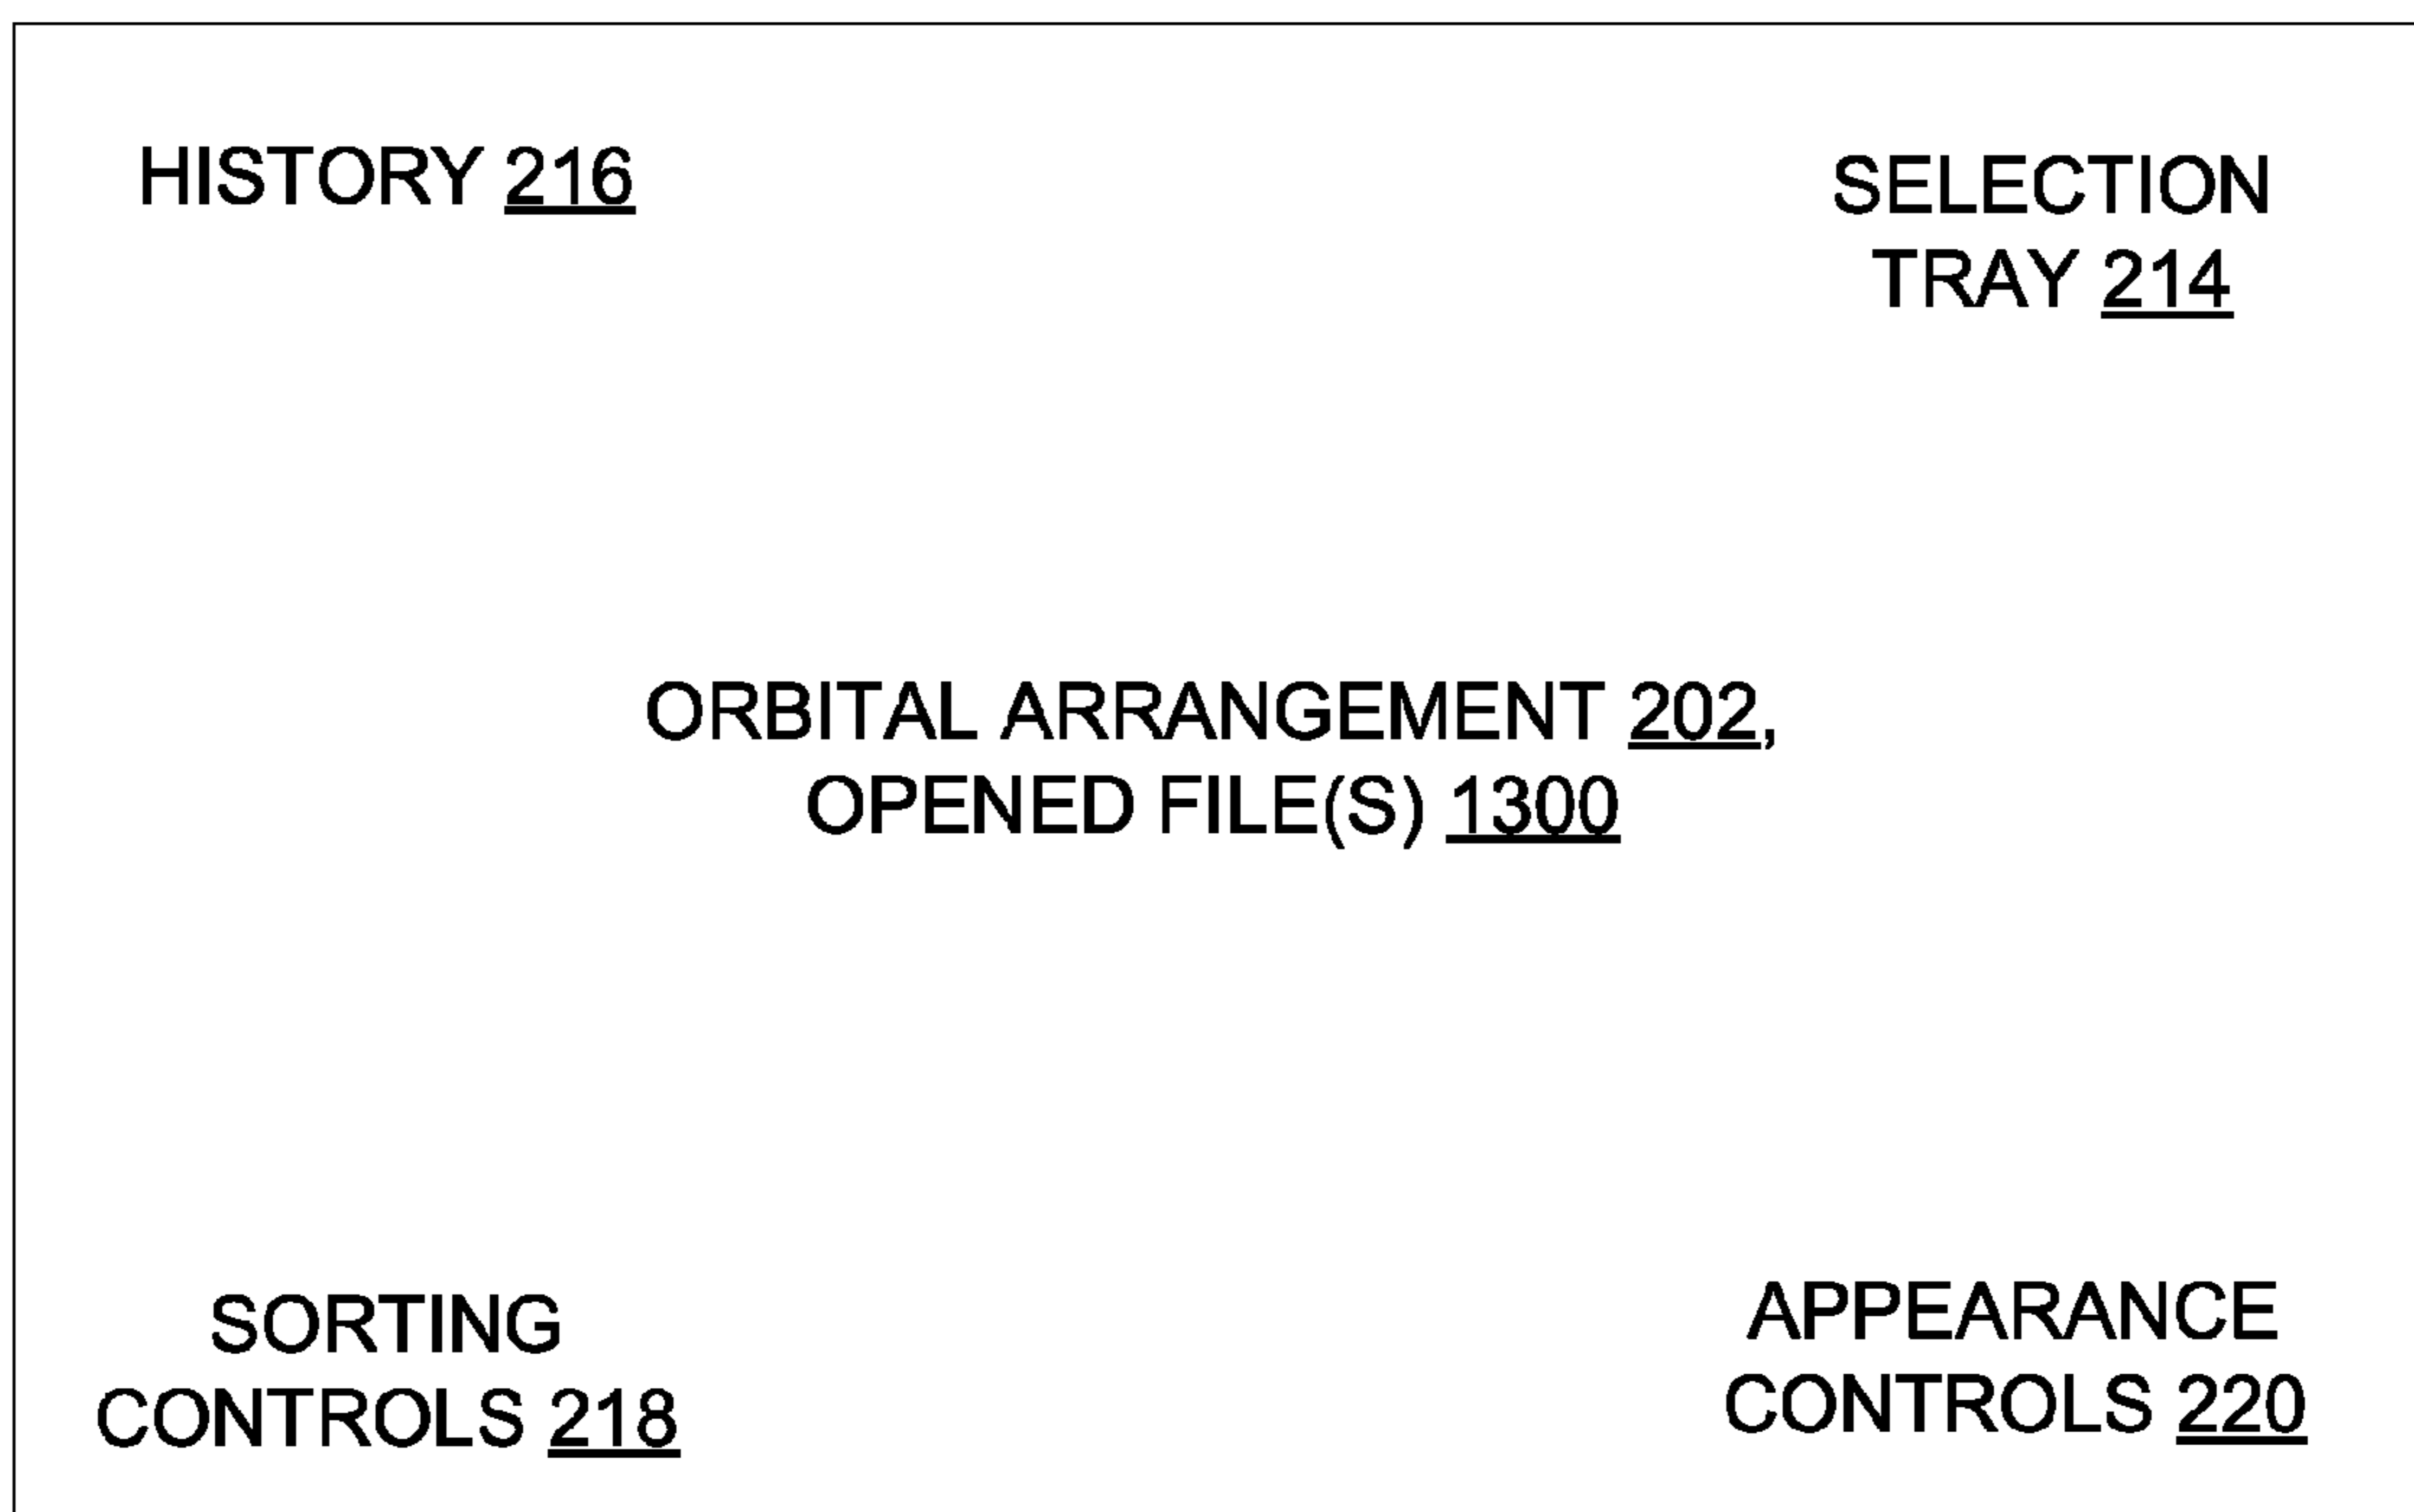 HISTORY 216
SELECTION
TRAY 214
ORBITAL ARRANGEMENT 202,
OPENED FILE(S) 1300
SORTING
CONTROLS 218
APPEARANCE
CONTROLS 220